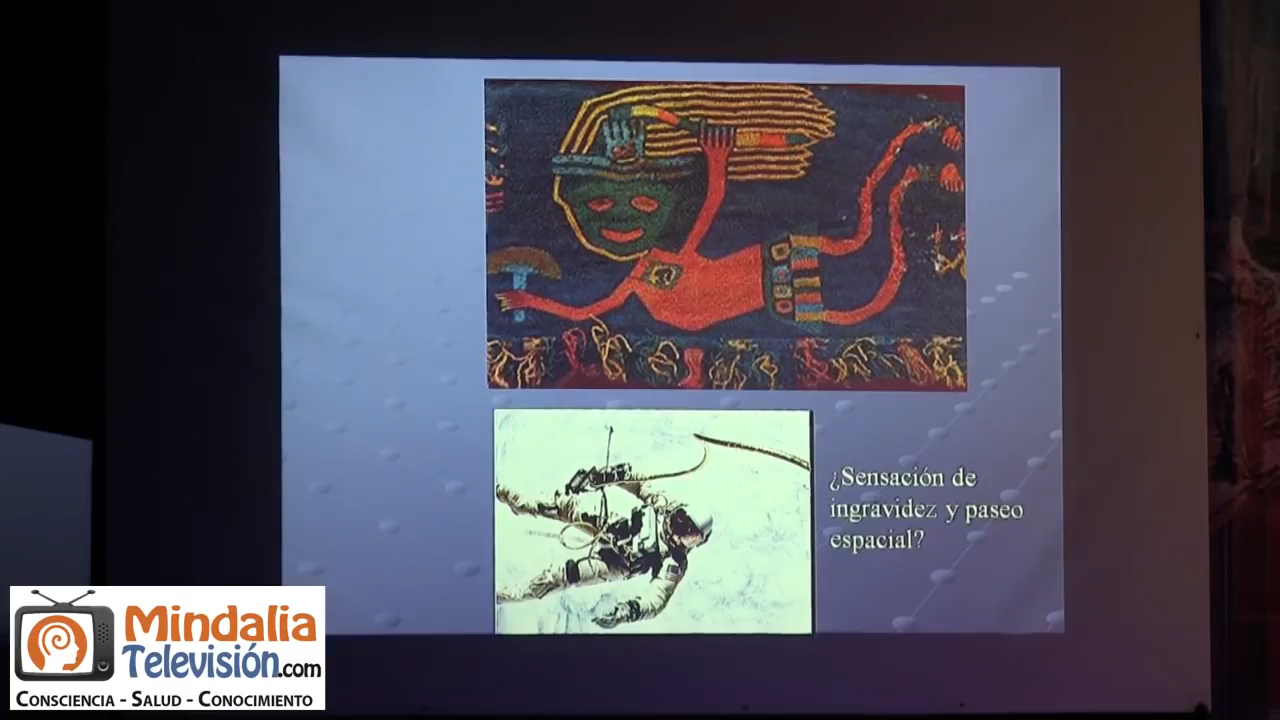 ¿Sensación de
ingravidez y paseo
espacial?
Mindalia
Televisión.com
CONSCIENCIA - SALUD - CONOCIMIENTO